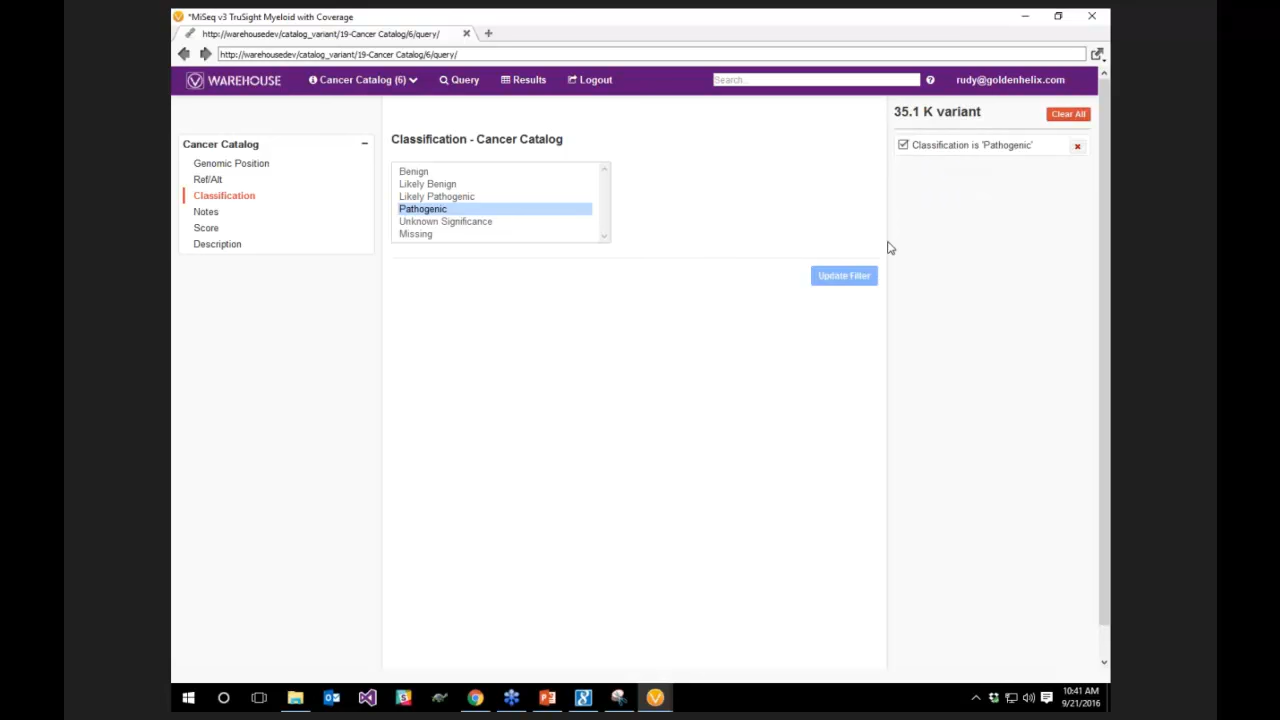 *MiSeq v3 TruSight Myeloid with Coverage
http://warehousedev/catalog_variant/19-Cancer Catalog/6/query/
http://warehousedev/catalog_variant/19-Cancer Catalog/6/query/
WAREHOUSE Cancer Catalog (6) Query Results Logout Search... rudy@goldenhelix.com
35.1 K variant Clear All
Classification is 'Pathogenic'
Cancer Catalog
Genomic Position
Ref/Alt
Classification
Notes
Score
Description
Classification - Cancer Catalog
Benign
Likely Benign
Likely Pathogenic
Pathogenic
Unknown Significance
Missing
Update Filter
10:41 AM
9/21/2016